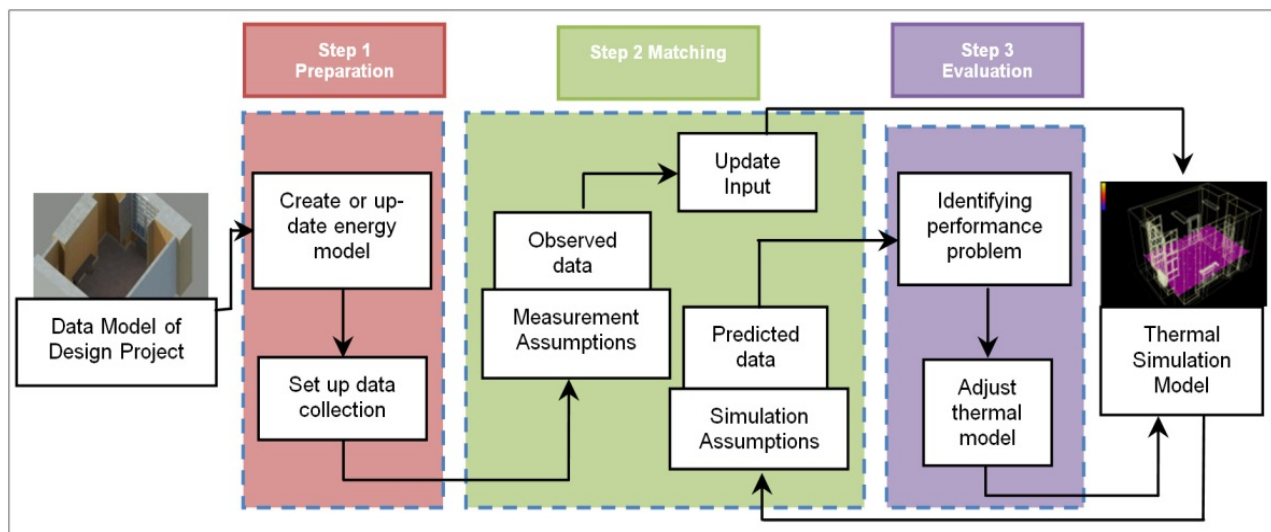 Step 1
Preparation
Step 2 Matching
Step 3
Evaluation
Data Model of
Design Project
Create or up-
date energy
model
Set up data
collection
Update
Input
Observed
data
Measurement
Assumptions
Predicted
data
Simulation
Assumptions
Identifying
performance
problem
Adjust
thermal
model
Thermal
Simulation
Model